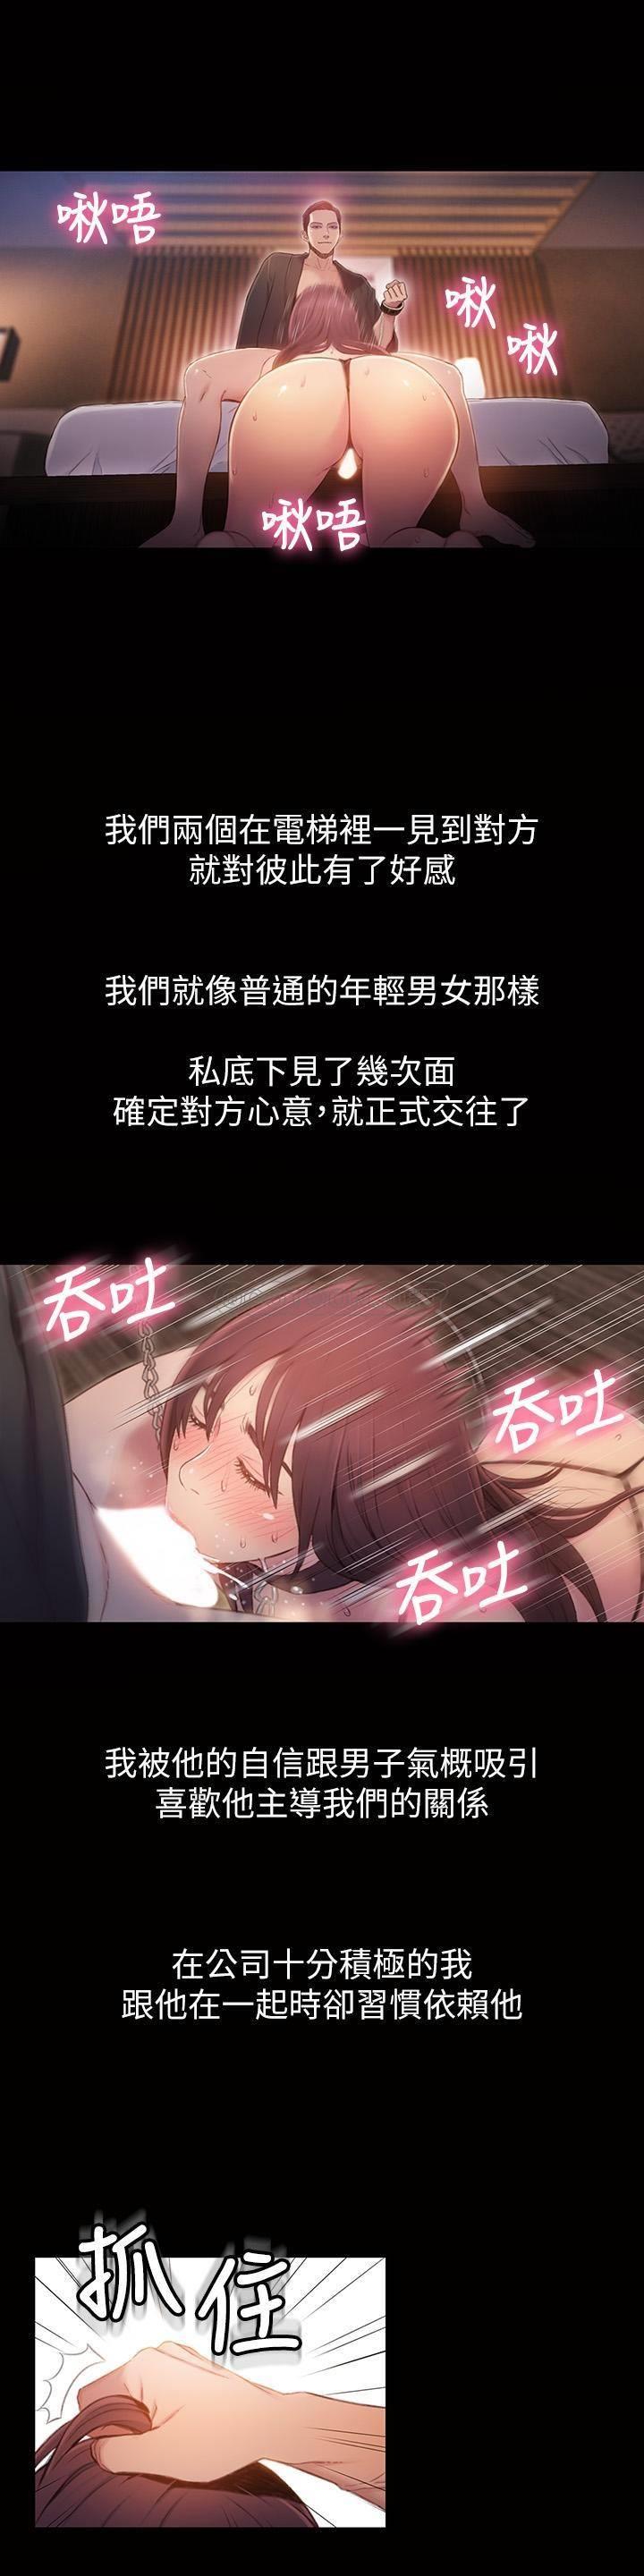 啾唔
啾
啾
啾唔
我們兩個在電梯裡一見到對方
就對彼此有了好感
我們就像普通的年輕男女那樣
私底下見了幾次面
確定對方心意，就正式交往了
吞吐
吞吐
吞吐
我被他的自信跟男子氣概吸引
喜歡他主導我們的關係
在公司十分積極的我
跟他在一起時卻習慣依賴他
抓住